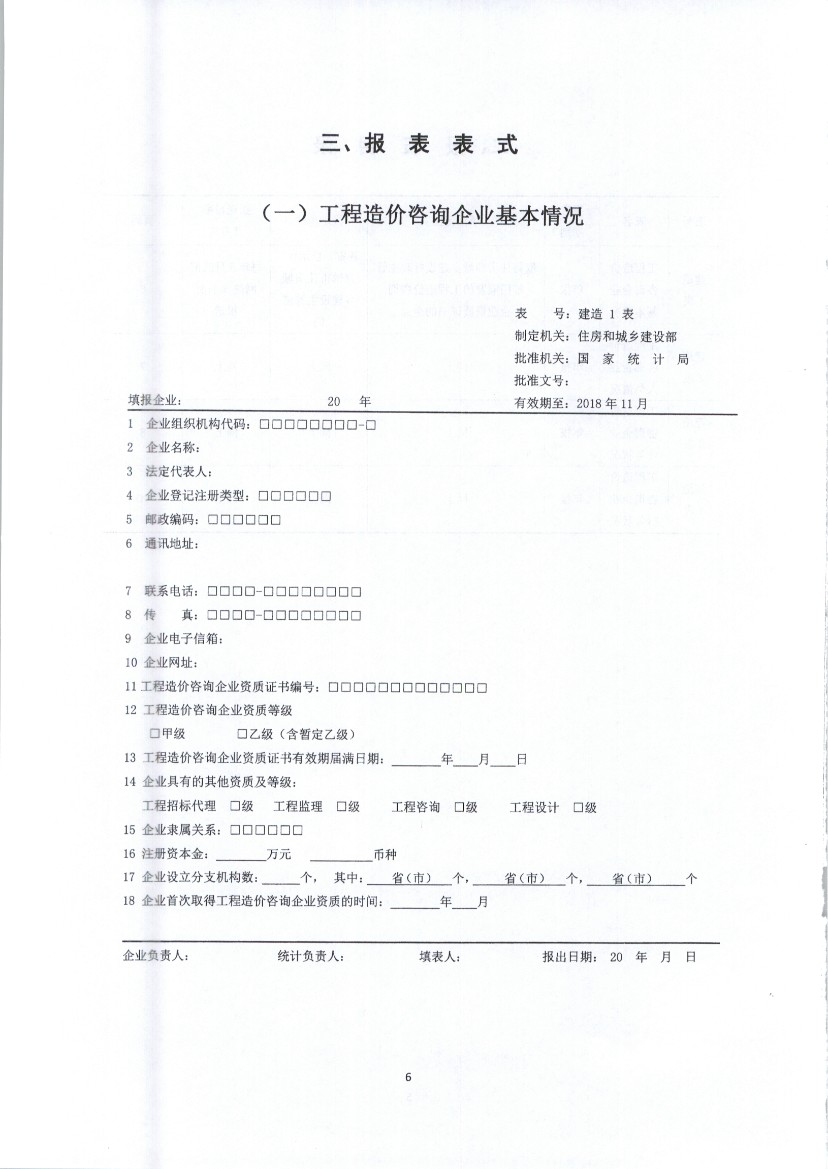 三、报 表 表 式
（一）工程造价咨询企业基本情况
表 号：建造 1 表
制定机关：住房和城乡建设部
批准机关：国 家 统 计 局
批准文号：
填报企业： 20 年 有效期至：2018 年 11 月
1 企业组织机构代码：□□□□□□□□-□
2 企业名称：
3 法定代表人：
4 企业登记注册类型：□□□□□□
5 邮政编码：□□□□□□
6 通讯地址：
7 联系电话：□□□□-□□□□□□□□
8 传 真：□□□□-□□□□□□□□
9 企业电子信箱：
10 企业网址：
11 工程造价咨询企业资质证书编号：□□□□□□□□□□□□□
12 工程造价咨询企业资质等级
□甲级 □乙级（含暂定乙级）
13 工程造价咨询企业资质证书有效期届满日期：________年____月____日
14 企业具有的其他资质及等级：
工程招标代理 □级 工程监理 □级 工程咨询 □级 工程设计 □级
15 企业隶属关系：□□□□□□
16 注册资本金：________万元 __________币种
17 企业设立分支机构数：______个， 其中：___省（市）___个，____省（市）___个，____省（市）____个
18 企业首次取得工程造价咨询企业资质的时间：________年____月
企业负责人： 统计负责人： 填表人： 报出日期： 20 年 月 日
6